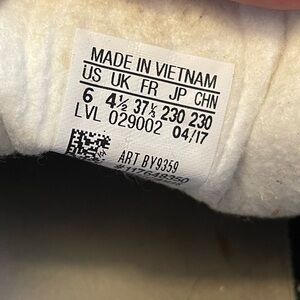 MADE IN VIETNAM
US UK FR JP CHN
6 4½ 37⅓ 230 230
LVL 029002 04/17
ART BY9359